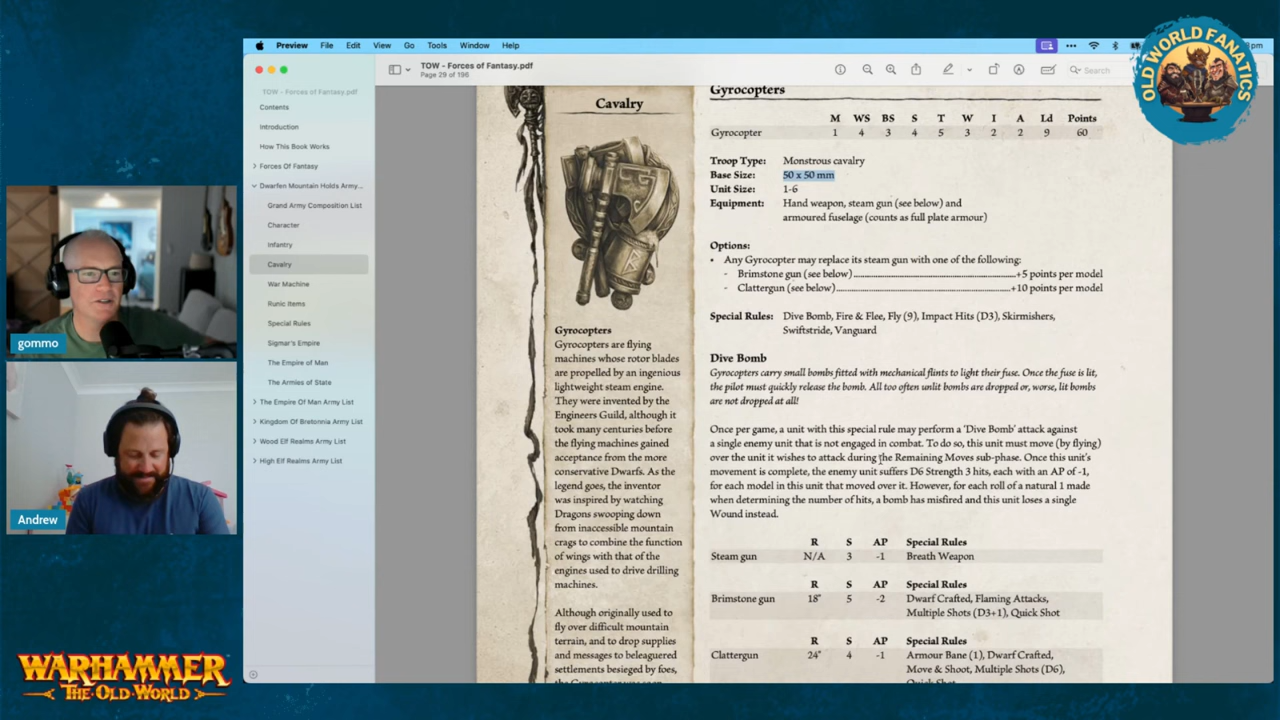 Preview File Edit View Go Tools Window Help
TOW - Forces of Fantasy.pdf
Page 29 of 196
Search
OLD WORLD FANATICS
TOW - Forces of Fantasy.pdf
Contents
Introduction
How This Book Works
Forces Of Fantasy
Dwarfen Mountain Holds Army...
Grand Army Composition List
Character
Infantry
Cavalry
War Machine
Runic Items
Special Rules
Sigmar's Empire
The Empire of Man
The Armies of State
The Empire Of Man Army List
Kingdom Of Bretonnia Army List
Wood Elf Realms Army List
High Elf Realms Army List
gommo
Andrew
WARHAMMER
THE OLD WORLD
Cavalry
Gyrocopters
Gyrocopters are flying
machines whose rotor blades
are propelled by an ingenious
lightweight steam engine.
They were invented by the
Engineers Guild, although it
took many centuries before
the flying machines gained
acceptance from the more
conservative Dwarfs. As the
legend goes, the inventor
was inspired by watching
Dragons swooping down
from inaccessible mountain
crags to combine the function
of wings with that of the
engines used to drive drilling
machines.
Although originally used to
fly over difficult mountain
terrain, and to drop supplies
and messages to beleaguered
settlements besieged by foes,
Gyrocopters
M WS BS S T W I A Ld Points
Gyrocopter 1 4 3 4 5 3 2 2 9 60
Troop Type: Monstrous cavalry
Base Size: 50 x 50 mm
Unit Size: 1-6
Equipment: Hand weapon, steam gun (see below) and
armoured fuselage (counts as full plate armour)
Options:
• Any Gyrocopter may replace its steam gun with one of the following:
- Brimstone gun (see below)...+5 points per model
- Clattergun (see below)...+10 points per model
Special Rules: Dive Bomb, Fire & Flee, Fly (9), Impact Hits (D3), Skirmishers,
Swiftstride, Vanguard
Dive Bomb
Gyrocopters carry small bombs fitted with mechanical flints to light their fuse. Once the fuse is lit,
the pilot must quickly release the bomb. All too often unlit bombs are dropped or, worse, lit bombs
are not dropped at all!
Once per game, a unit with this special rule may perform a 'Dive Bomb' attack against
a single enemy unit that is not engaged in combat. To do so, this unit must move (by flying)
over the unit it wishes to attack during the Remaining Moves sub-phase. Once this unit's
movement is complete, the enemy unit suffers D6 Strength 3 hits, each with an AP of -1,
for each model in this unit that moved over it. However, for each roll of a natural 1 made
when determining the number of hits, a bomb has misfired and this unit loses a single
Wound instead.
R S AP Special Rules
Steam gun N/A 3 -1 Breath Weapon
R S AP Special Rules
Brimstone gun 18" 5 -2 Dwarf Crafted, Flaming Attacks,
Multiple Shots (D3+1), Quick Shot
R S AP Special Rules
Clattergun 24" 4 -1 Armour Bane (1), Dwarf Crafted,
Move & Shoot, Multiple Shots (D6),
Quick Shot